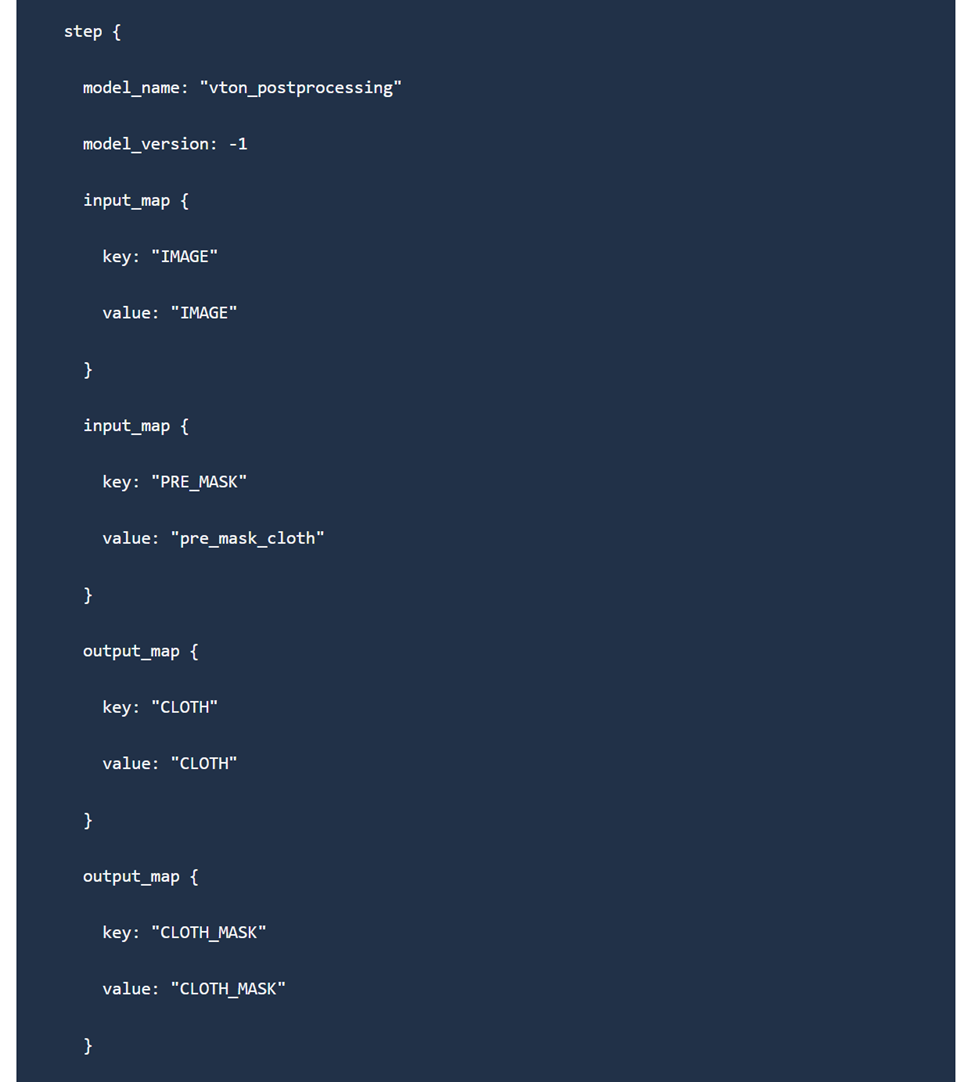 step {
model_name: "vton_postprocessing"
model_version: -1
input_map {
key: "IMAGE"
value: "IMAGE"
}
input_map {
key: "PRE_MASK"
value: "pre_mask_cloth"
}
output_map {
key: "CLOTH"
value: "CLOTH"
}
output_map {
key: "CLOTH_MASK"
value: "CLOTH_MASK"
}